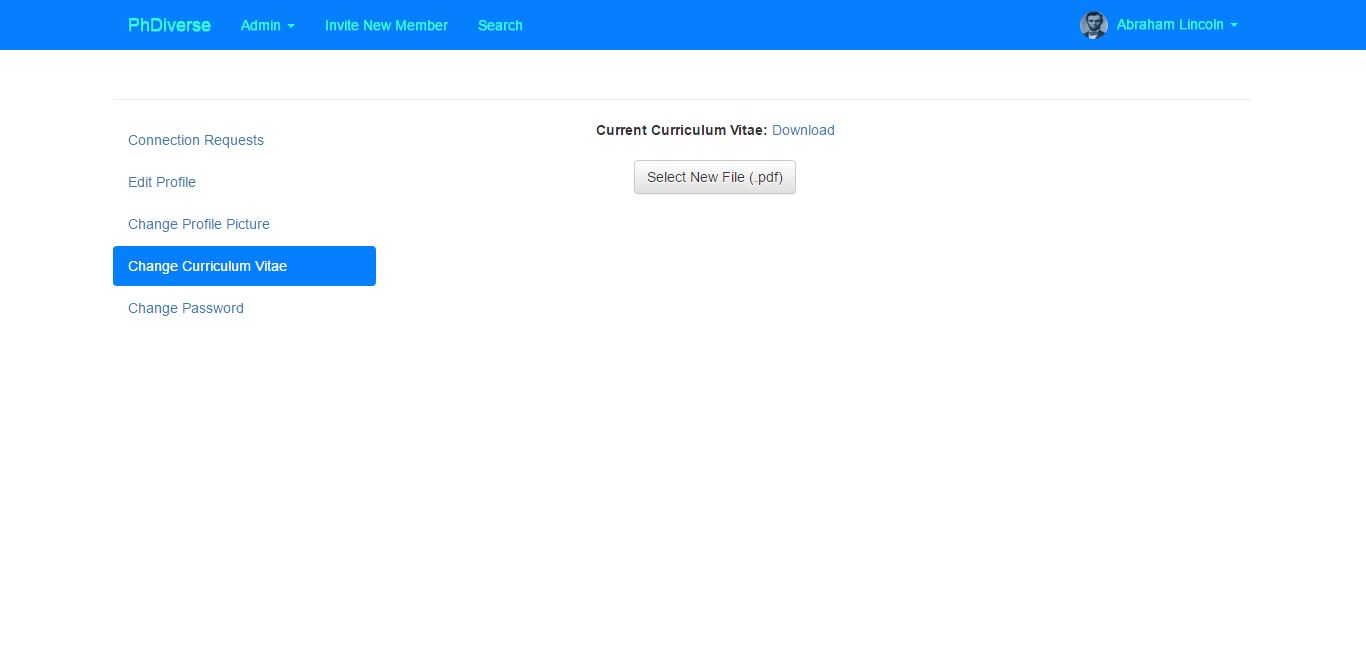 PhDiverse Admin Invite New Member Search Abraham Lincoln
Connection Requests
Edit Profile
Change Profile Picture
Change Curriculum Vitae
Change Password
Current Curriculum Vitae: Download
Select New File (.pdf)